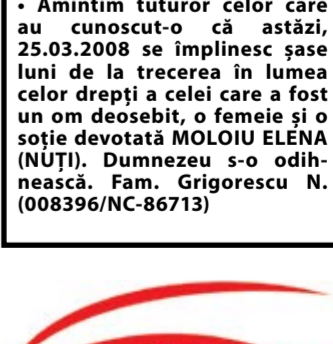 • Amintim tuturor celor care
au cunoscut-o că astăzi,
25.03.2008 se împlinesc șase
luni de la trecerea în lumea
celor drepți a celei care a fost
un om deosebit, o femeie și o
soție devotată MOLOIU ELENA
(NUȚI). Dumnezeu s-o odih-
nească. Fam. Grigorescu N.
(008396/NC-86713)